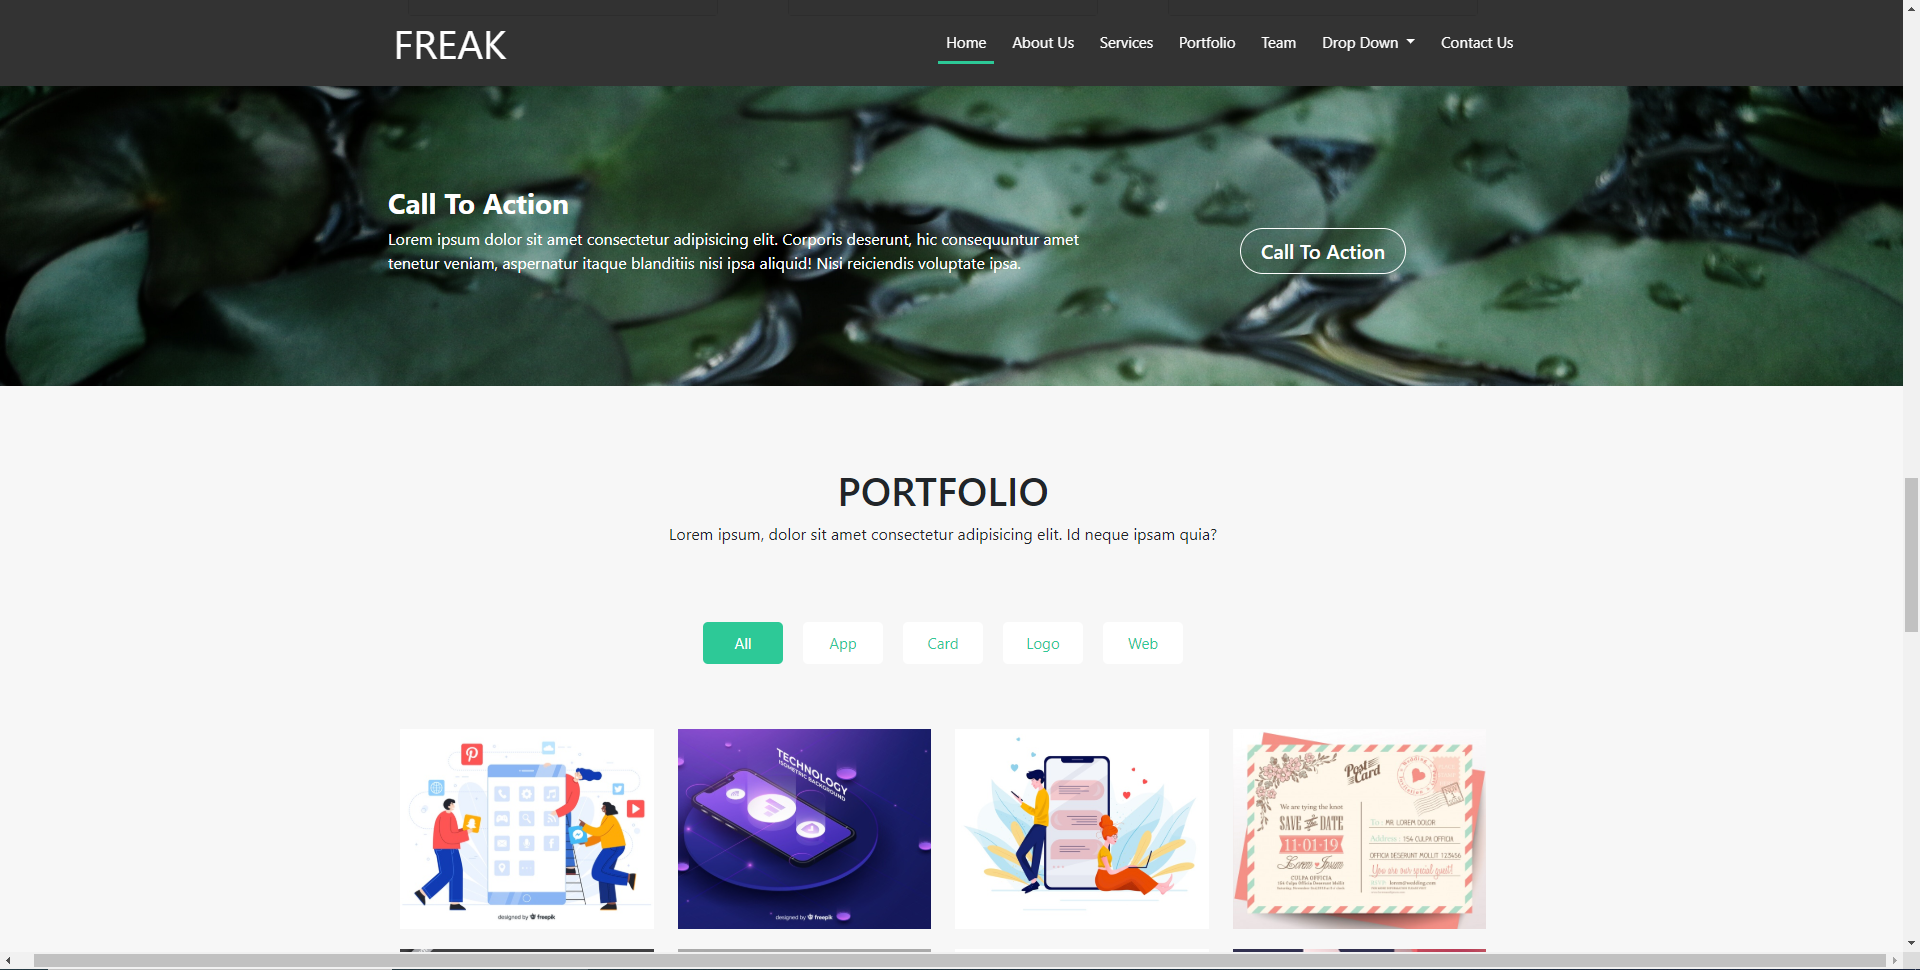 FREAK
Home About Us Services Portfolio Team Drop Down Contact Us
Call To Action
Lorem ipsum dolor sit amet consectetur adipisicing elit. Corporis deserunt, hic consequuntur amet
tenetur veniam, aspernatur itaque blanditiis nisi ipsa aliquid! Nisi reiciendis voluptate ipsa.
Call To Action
PORTFOLIO
Lorem ipsum, dolor sit amet consectetur adipisicing elit. Id neque ipsam quia?
All App Card Logo Web
designed by freepik
TECHNOLOGY
ISOMETRIC BACKGROUND
designed by freepik
Post Card
We are tying the knot
SAVE THE DATE
11-01-19
Lorem & Ipsum
CULPA OFFICIA
To : MR. LOREM DOLOR
Address : 154 CULPA OFFICIA
OFFICIA DESERUNT MOLLIT 123456
You are our special guest!